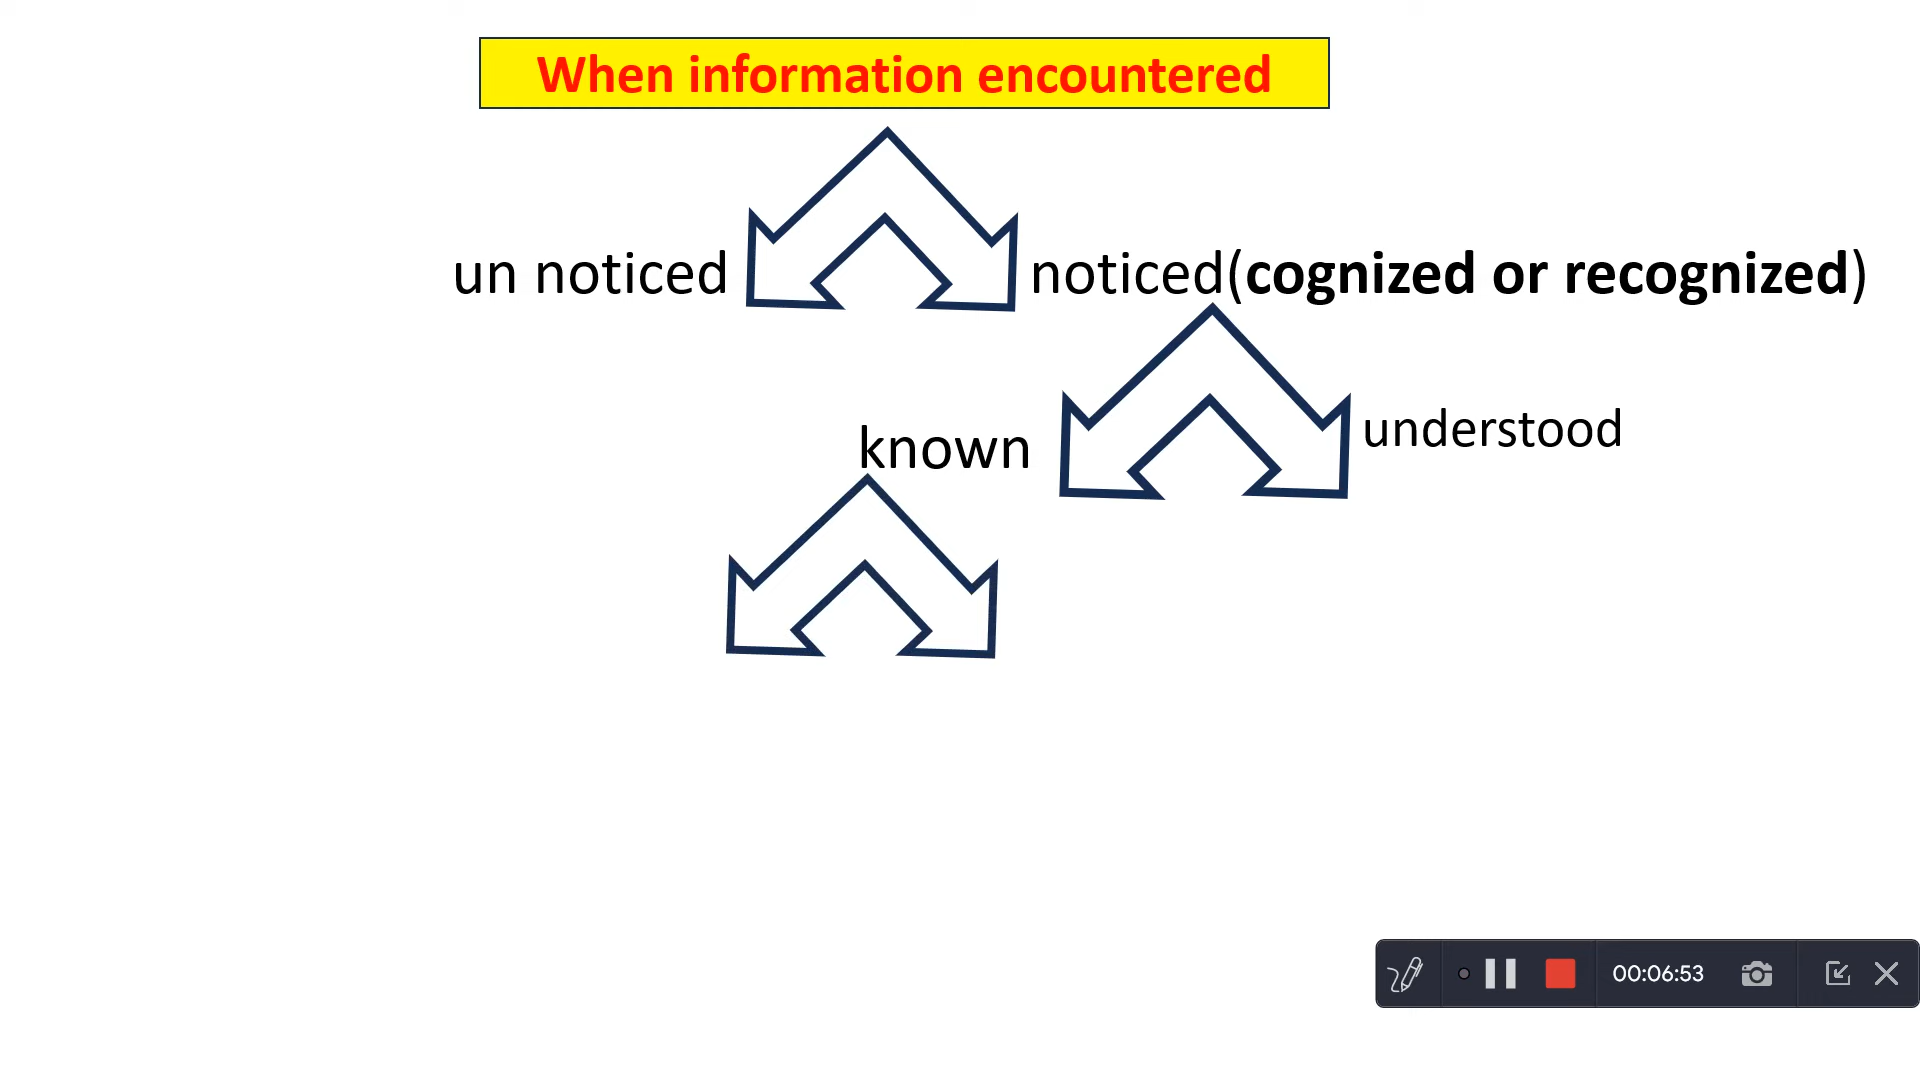 When information encountered
un noticed
noticed(cognized or recognized)
known
understood
00:06:53